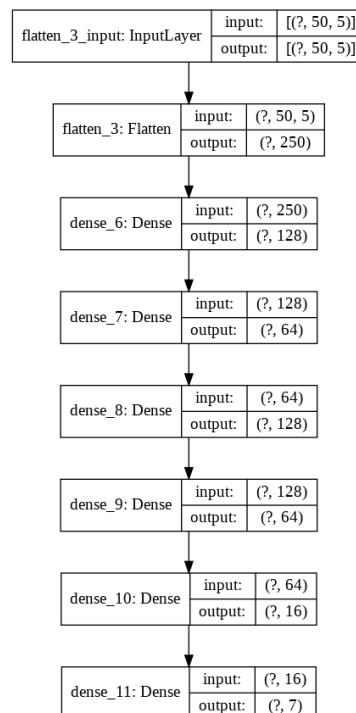 flatten_3_input: InputLayer
input: [(?, 50, 5)]
output: [(?, 50, 5)]
flatten_3: Flatten
input: (?, 50, 5)
output: (?, 250)
dense_6: Dense
input: (?, 250)
output: (?, 128)
dense_7: Dense
input: (?, 128)
output: (?, 64)
dense_8: Dense
input: (?, 64)
output: (?, 128)
dense_9: Dense
input: (?, 128)
output: (?, 64)
dense_10: Dense
input: (?, 64)
output: (?, 16)
dense_11: Dense
input: (?, 16)
output: (?, 7)